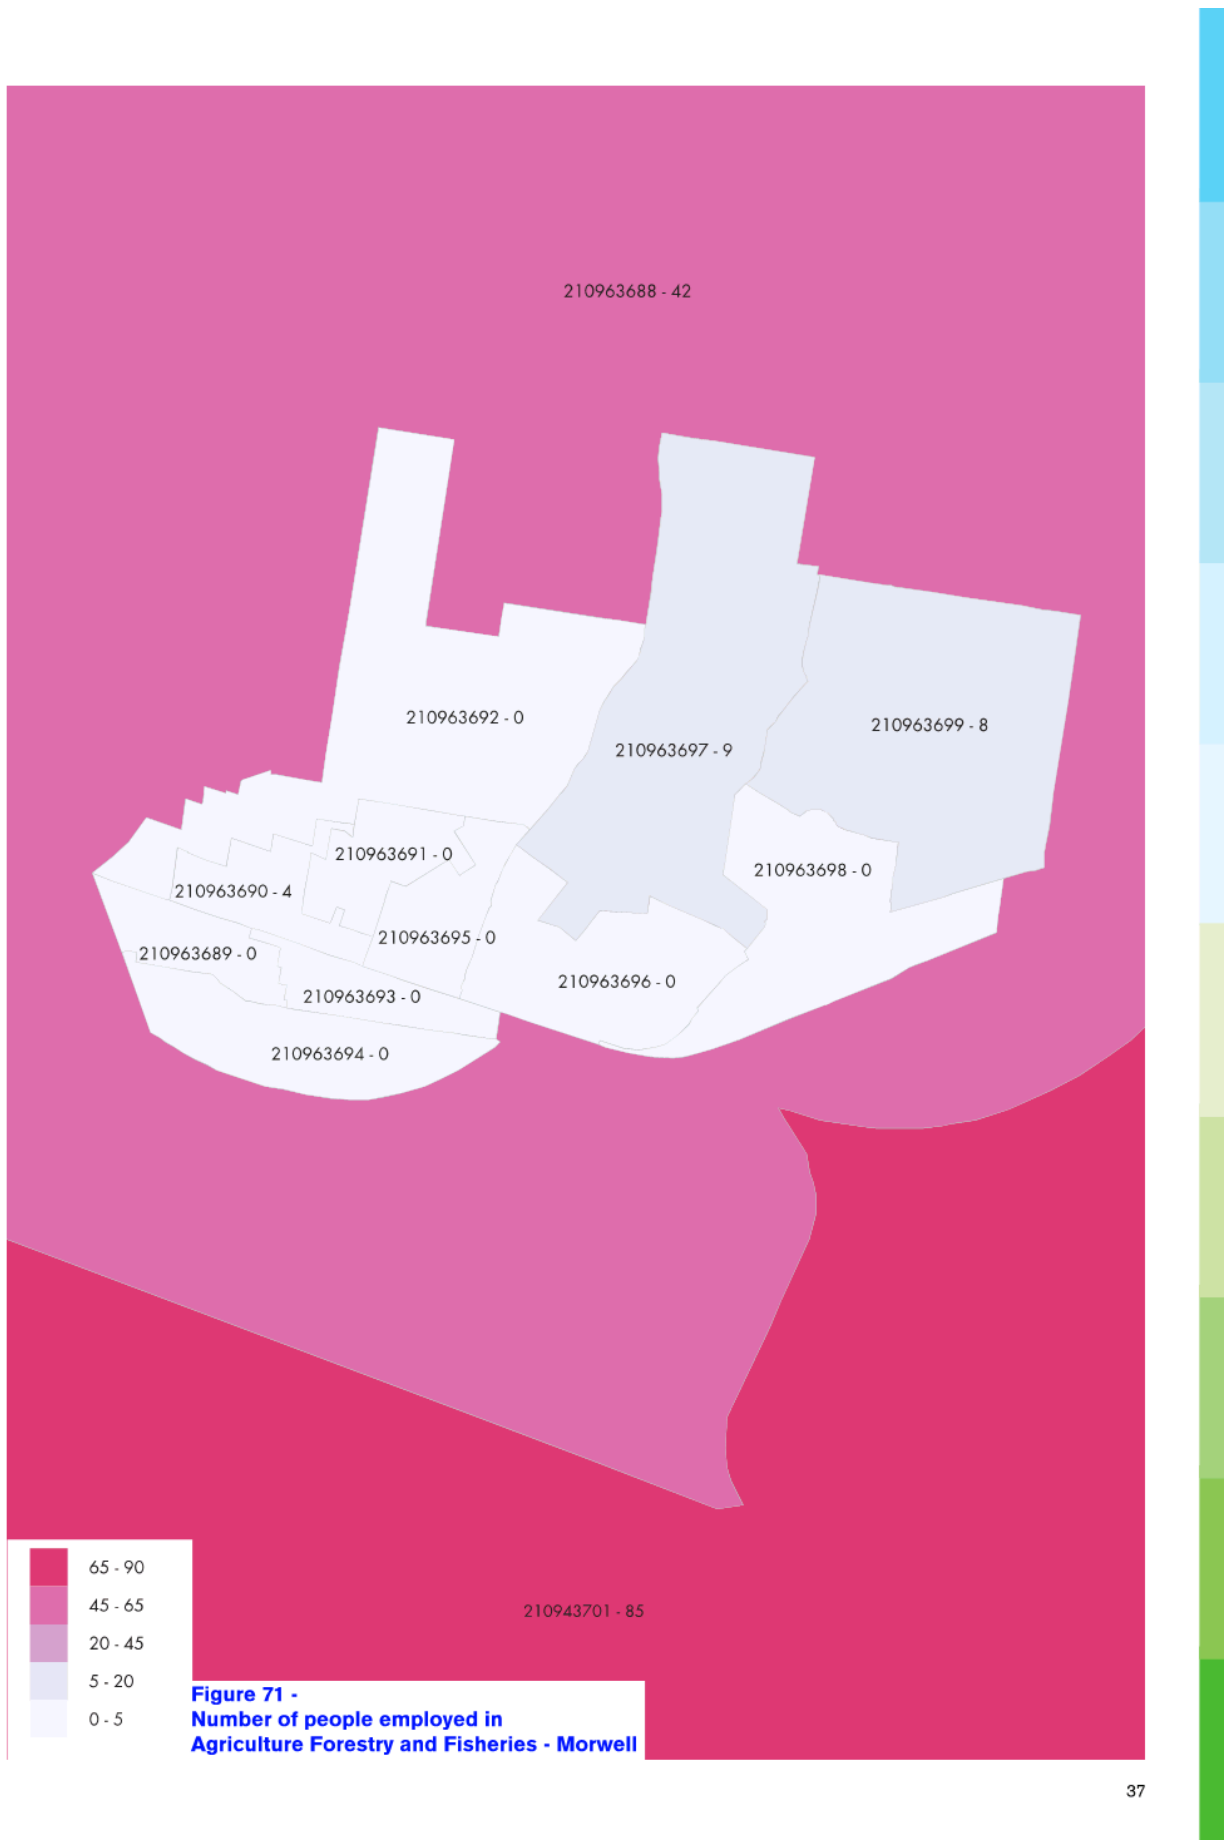 210963688 - 42
210963692 - 0
210963699 - 8
210963697 - 9
210963691 - 0
210963698 - 0
210963690 - 4
210963695 - 0
210963689 - 0
210963696 - 0
210963693 - 0
210963694 - 0
65 - 90
45 - 65
20 - 45
5 - 20
0 - 5
210943701 - 85
Figure 71 -
Number of people employed in
Agriculture Forestry and Fisheries - Morwell
37